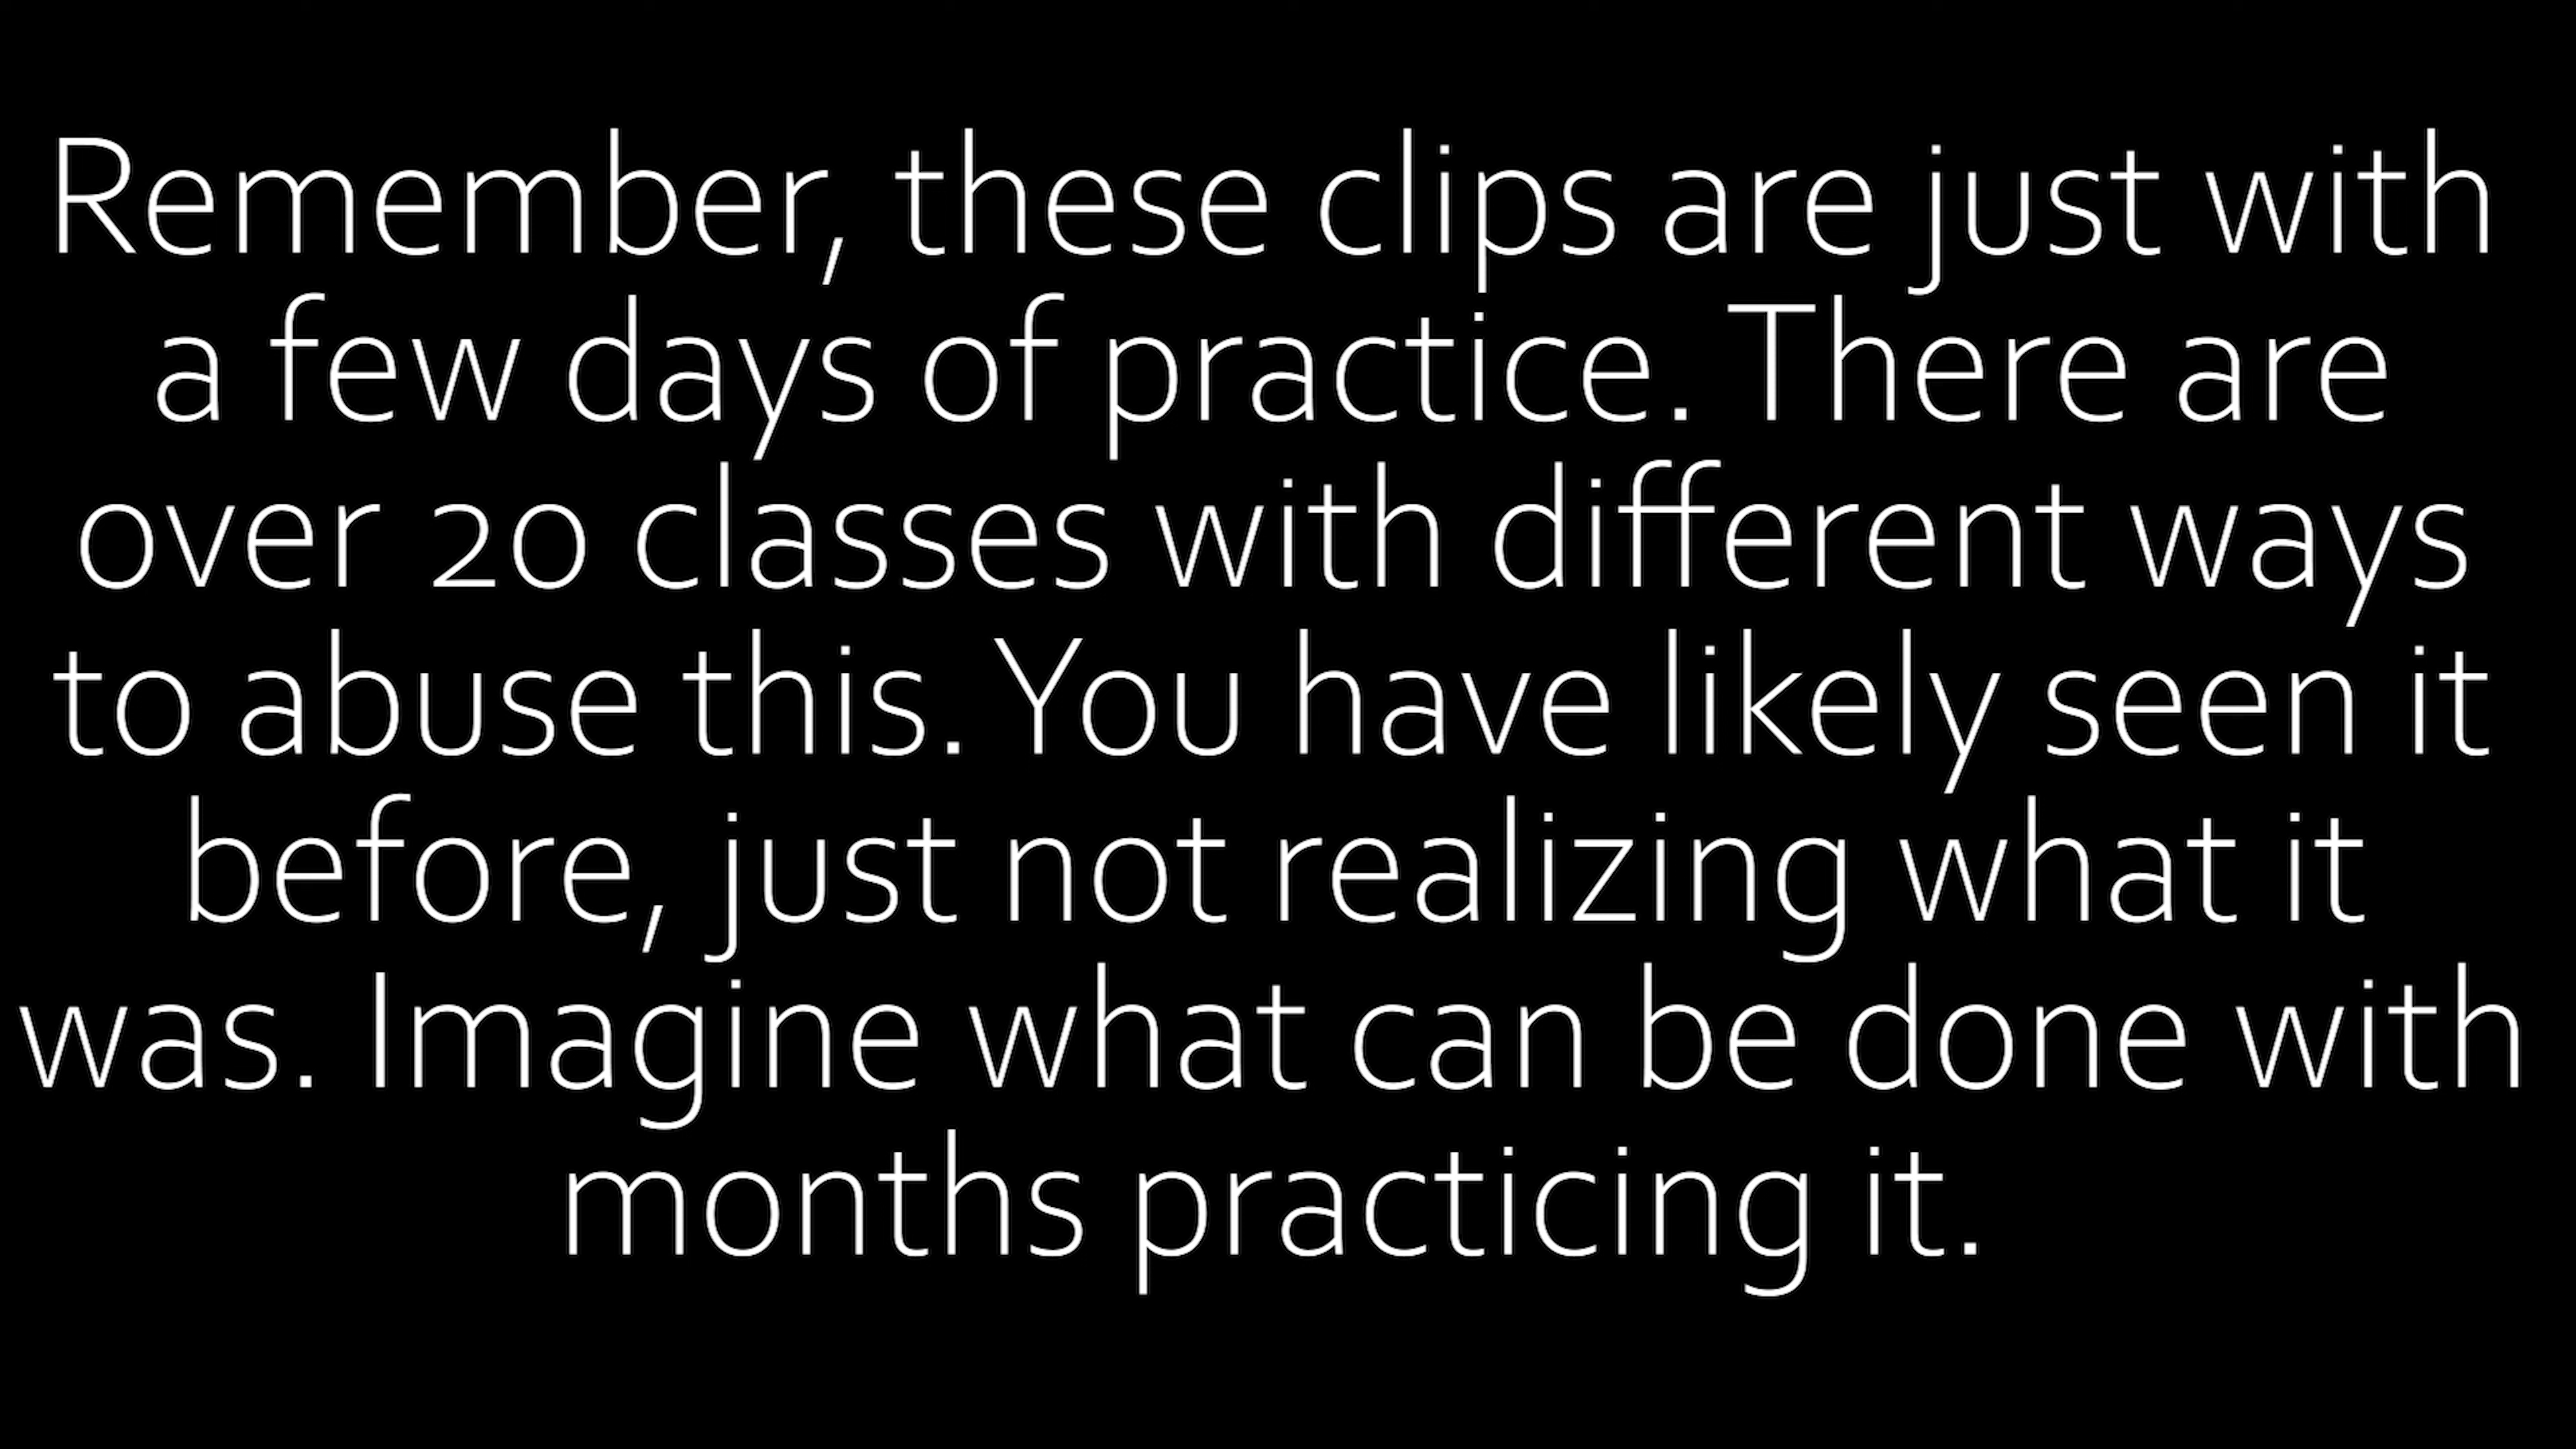 Remember, these clips are just with
a few days of practice. There are
over 20 classes with different ways
to abuse this. You have likely seen it
before, just not realizing what it
was. Imagine what can be done with
months practicing it.